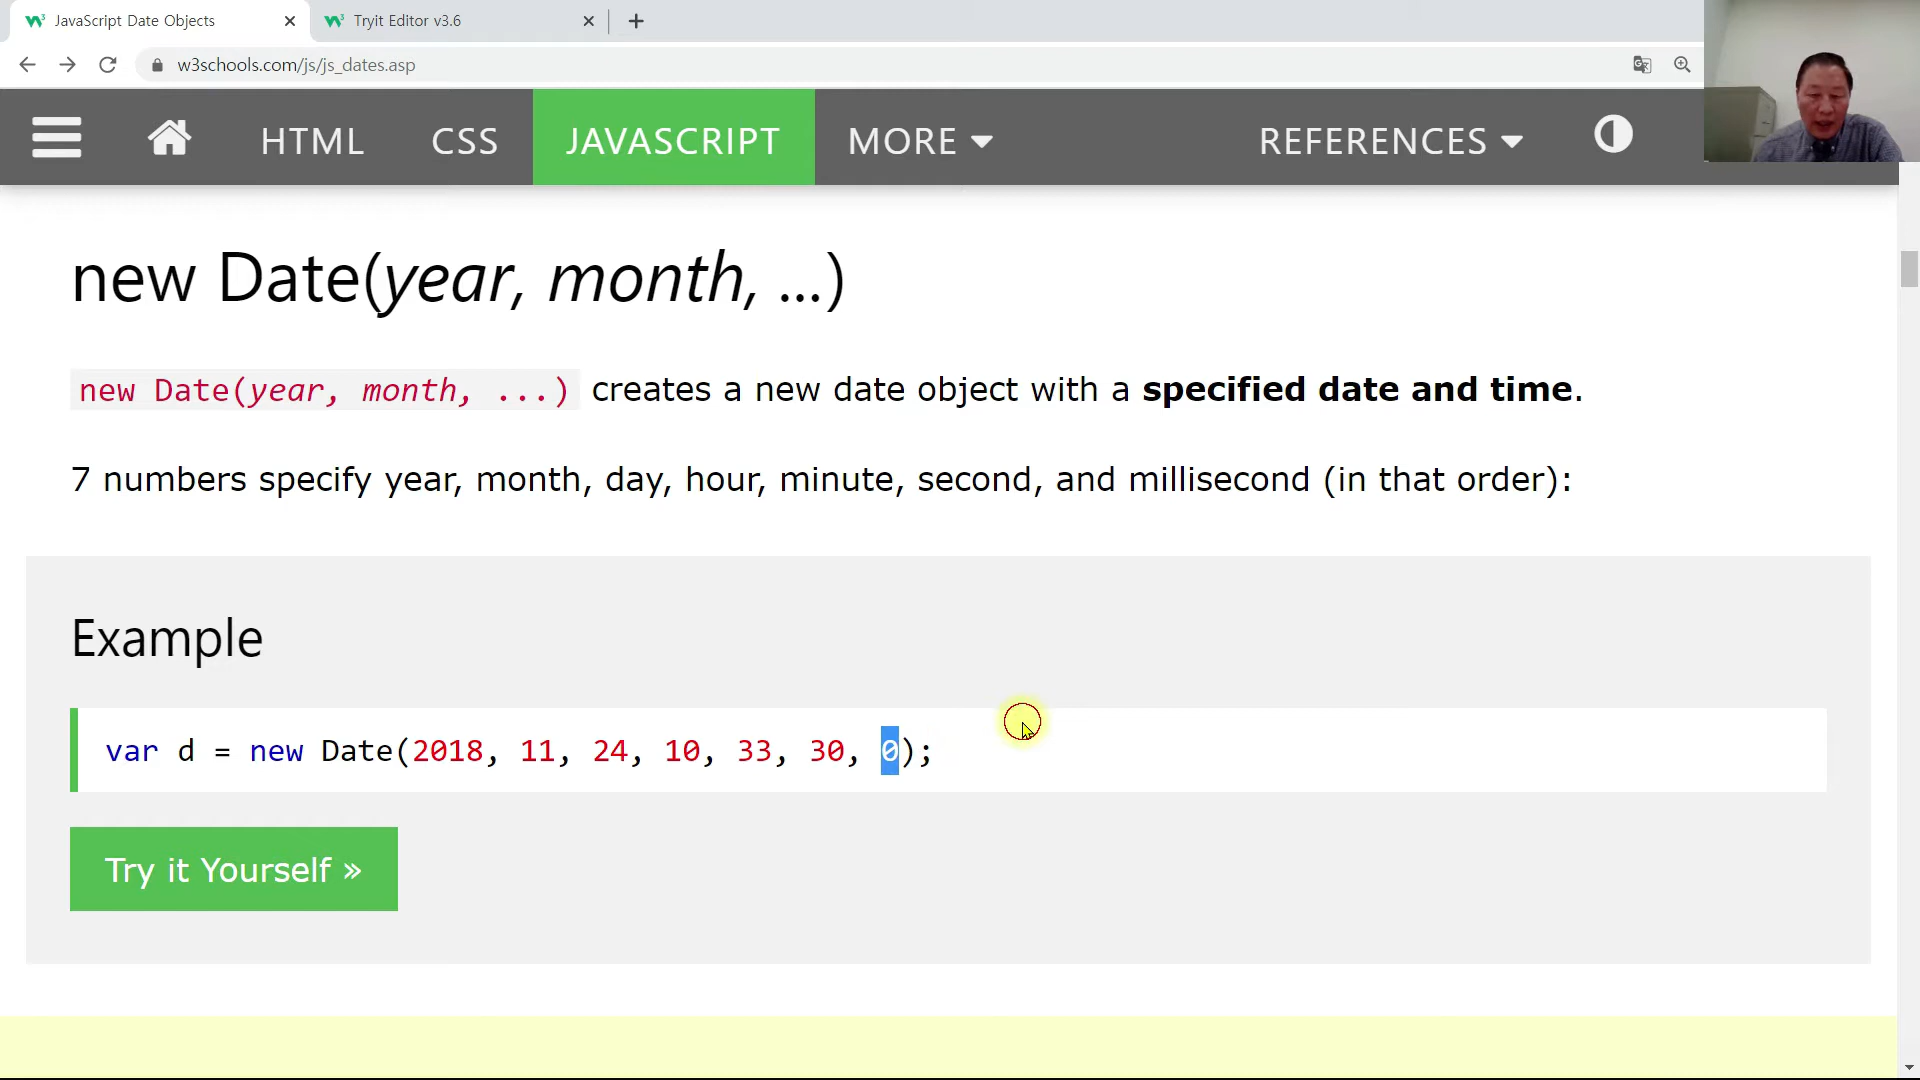 JavaScript Date Objects
Tryit Editor v3.6
w3schools.com/js/js_dates.asp
HTML CSS JAVASCRIPT MORE REFERENCES
new Date(year, month, ...)
new Date(year, month, ...) creates a new date object with a specified date and time.
7 numbers specify year, month, day, hour, minute, second, and millisecond (in that order):
Example
var d = new Date(2018, 11, 24, 10, 33, 30, 0);
Try it Yourself »